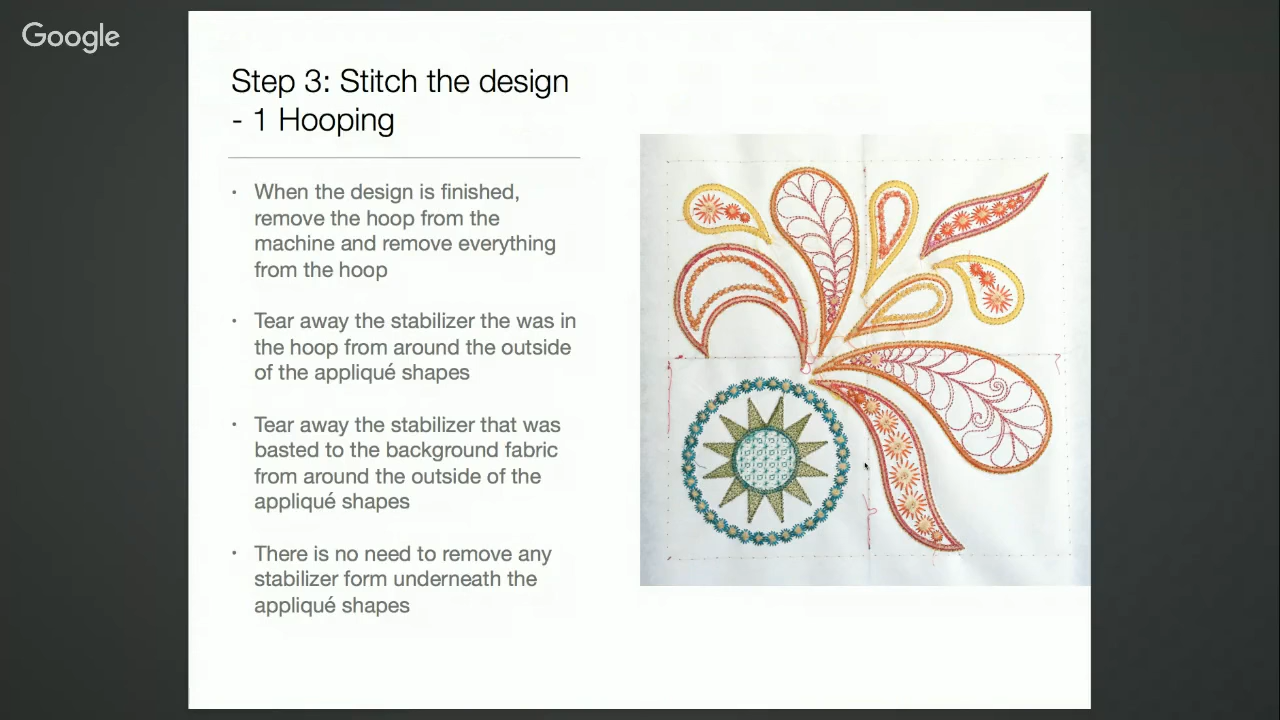 Google
Step 3: Stitch the design
- 1 Hooping
• When the design is finished,
remove the hoop from the
machine and remove everything
from the hoop
• Tear away the stabilizer the was in
the hoop from around the outside
of the appliqué shapes
• Tear away the stabilizer that was
basted to the background fabric
from around the outside of the
appliqué shapes
• There is no need to remove any
stabilizer form underneath the
appliqué shapes